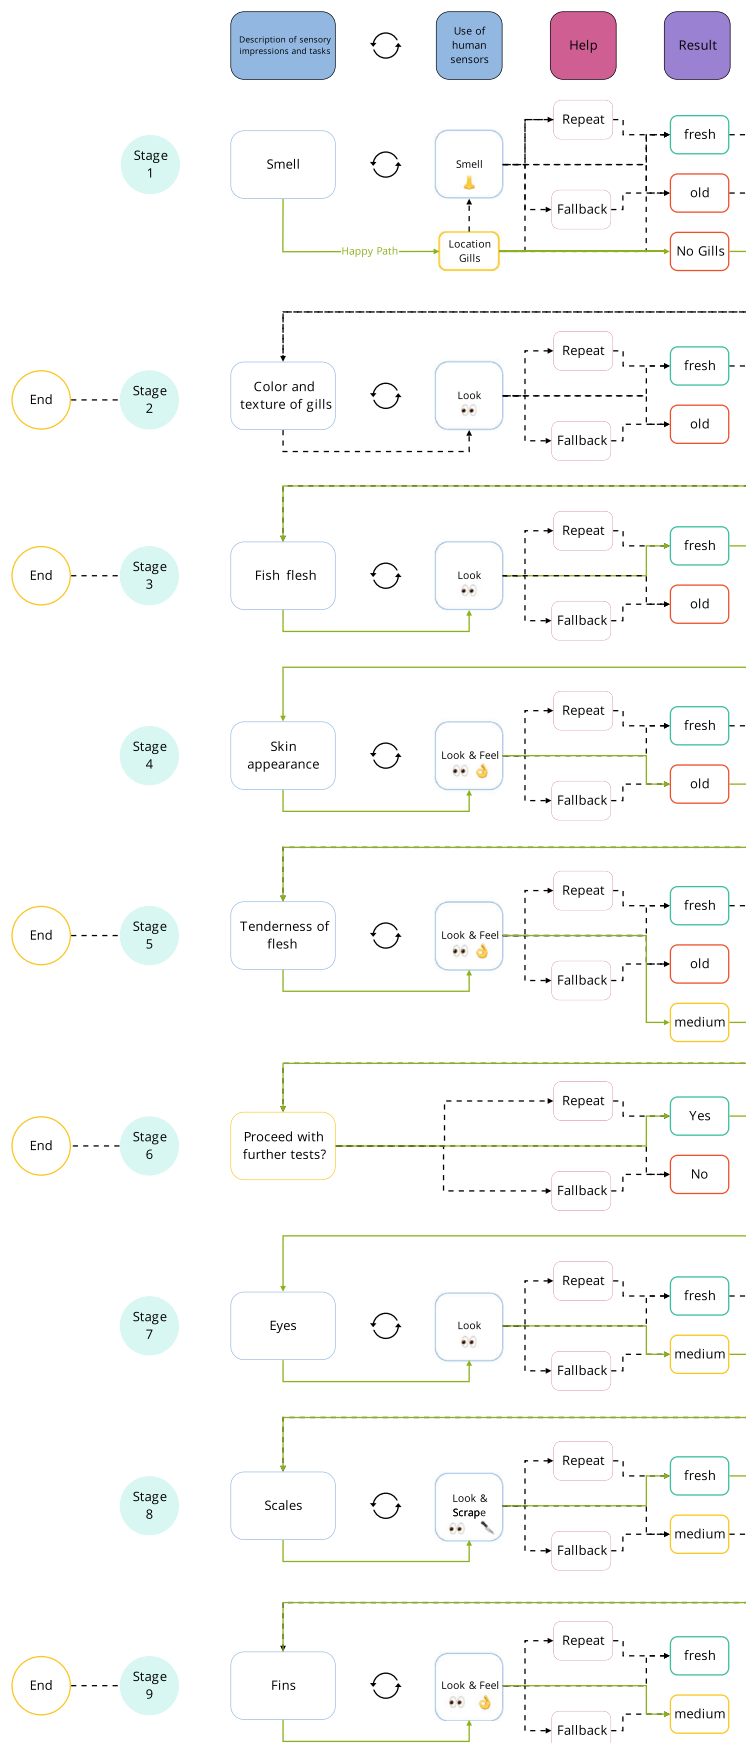 Description of sensory
impressions and tasks
Use of
human
sensors
Help
Result
Stage
1
Smell
Smell
Repeat
Fallback
fresh
old
Happy Path
Location
Gills
No Gills
End
Stage
2
Color and
texture of gills
Look
Repeat
Fallback
fresh
old
End
Stage
3
Fish flesh
Look
Repeat
Fallback
fresh
old
Stage
4
Skin
appearance
Look & Feel
Repeat
Fallback
fresh
old
End
Stage
5
Tenderness of
flesh
Look & Feel
Repeat
Fallback
fresh
old
medium
End
Stage
6
Proceed with
further tests?
Repeat
Fallback
Yes
No
Stage
7
Eyes
Look
Repeat
Fallback
fresh
medium
Stage
8
Scales
Look &
Scrape
Repeat
Fallback
fresh
medium
End
Stage
9
Fins
Look & Feel
Repeat
Fallback
fresh
medium